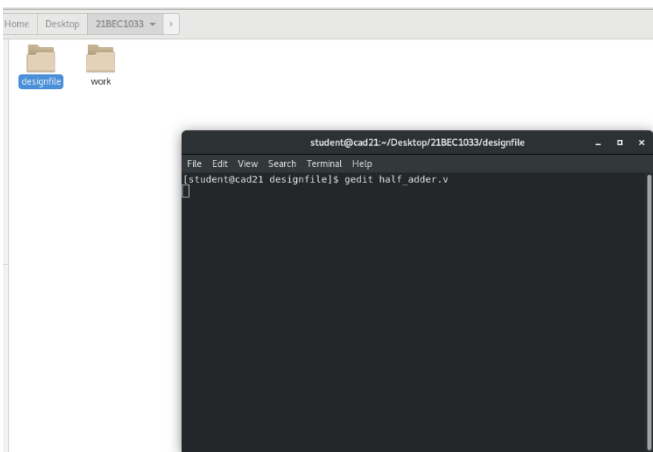 Home Desktop 21BEC1033
designfile work
student@cad21:~/Desktop/21BEC1033/designfile
File Edit View Search Terminal Help
[student@cad21 designfile]$ gedit half_adder.v